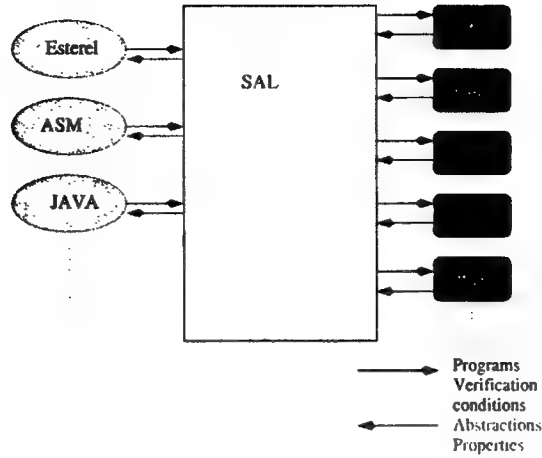 Esterel
SAL
ASM
JAVA
Programs
Verification
conditions
Abstractions
Properties